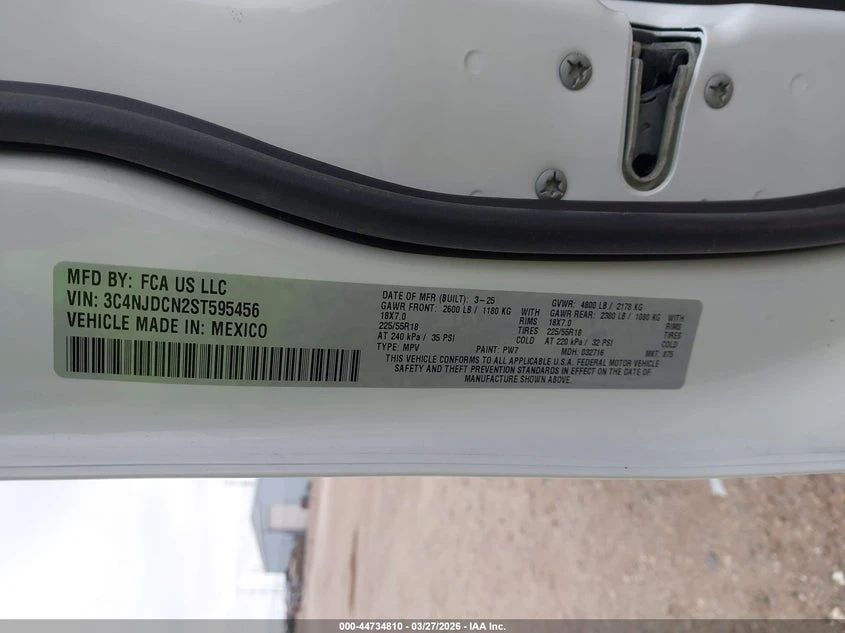 MFD BY: FCA US LLC
VIN: 3C4NJDCN2ST595456
VEHICLE MADE IN: MEXICO
DATE OF MFR (BUILT): 3-25 GVWR: 4800 LB / 2178 KG
GAWR FRONT: 2600 LB / 1180 KG WITH GAWR REAR: 2380 LB / 1080 KG WITH
18X7.0 RIMS 18X7.0 RIMS
225/55R18 TIRES 225/55R18 TIRES
AT 240 kPa / 35 PSI COLD AT 220 kPa / 32 PSI COLD
TYPE: MPV PAINT: PW7 MDH: 032716 MKT: E75
THIS VEHICLE CONFORMS TO ALL APPLICABLE U.S.A. FEDERAL MOTOR VEHICLE
SAFETY AND THEFT PREVENTION STANDARDS IN EFFECT ON THE DATE OF
MANUFACTURE SHOWN ABOVE.
000-44734810 - 03/27/2026 - IAA Inc.